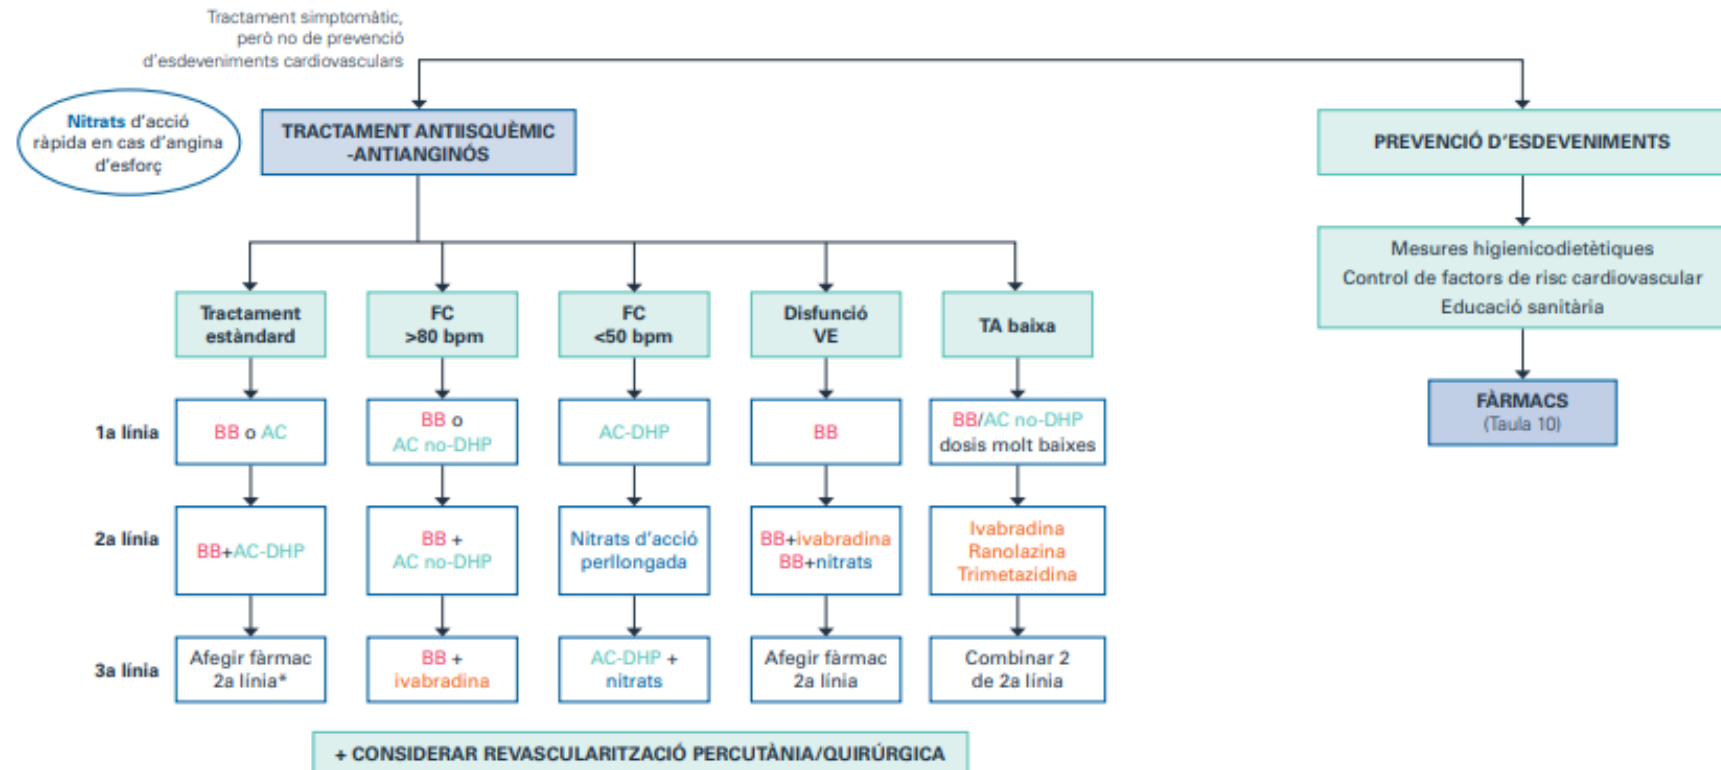 Tractament simptomàtic,
però no de prevenció
d'esdeveniments cardiovasculars
Nitrats d'acció
ràpida en cas d'angina
d'esforç
TRACTAMENT ANTIISQUÈMIC
-ANTIANGINÓS
PREVENCIÓ D'ESDEVENIMENTS
Mesures higienicodietètiques
Control de factors de risc cardiovascular
Educació sanitària
FÀRMACS
(Taula 10)
Tractament
estàndard
FC
>80 bpm
FC
<50 bpm
Disfunció
VE
TA baixa
1a línia
BB o AC
BB o
AC no-DHP
AC-DHP
BB
BB/AC no-DHP
dosis molt baixes
2a línia
BB+AC-DHP
BB +
AC no-DHP
Nitrats d'acció
perllongada
BB+ivabradina
BB+nitrats
Ivabradina
Ranolazina
Trimetazidina
3a línia
Afegir fàrmac
2a línia*
BB +
ivabradina
AC-DHP +
nitrats
Afegir fàrmac
2a línia
Combinar 2
de 2a línia
+ CONSIDERAR REVASCULARITZACIÓ PERCUTÀNIA/QUIRÚRGICA